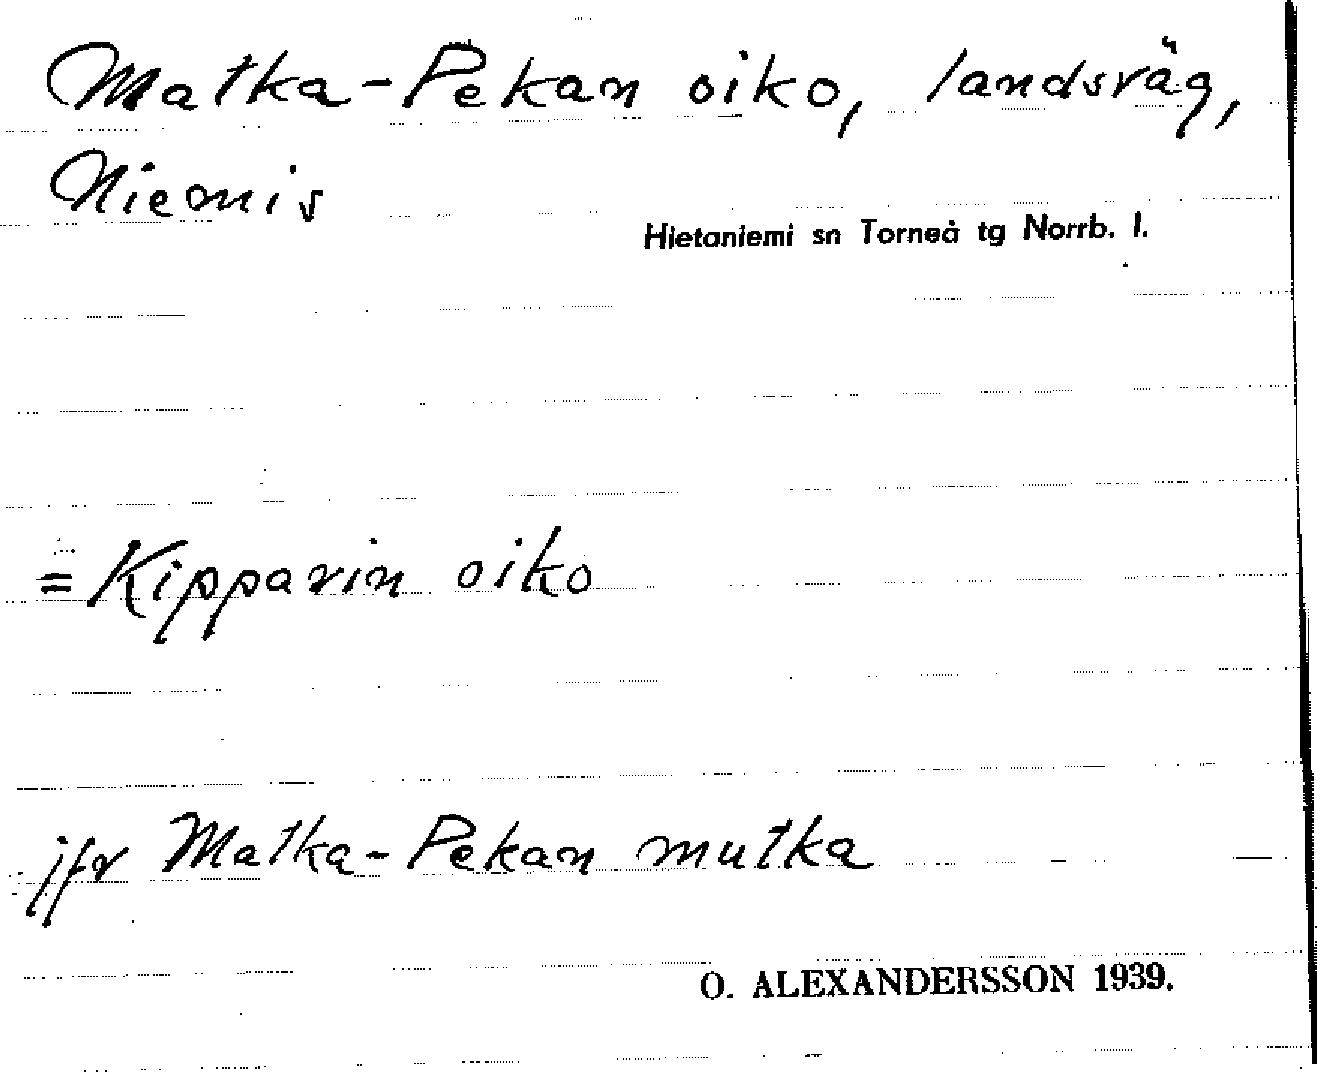 Matka-Pekan oiko, landsväg,
Niemis
Hietaniemi sn Torneå tg Norrb. l.
= Kipparin oiko
jfr Matka-Pekan mutka
O. ALEXANDERSSON 1939.